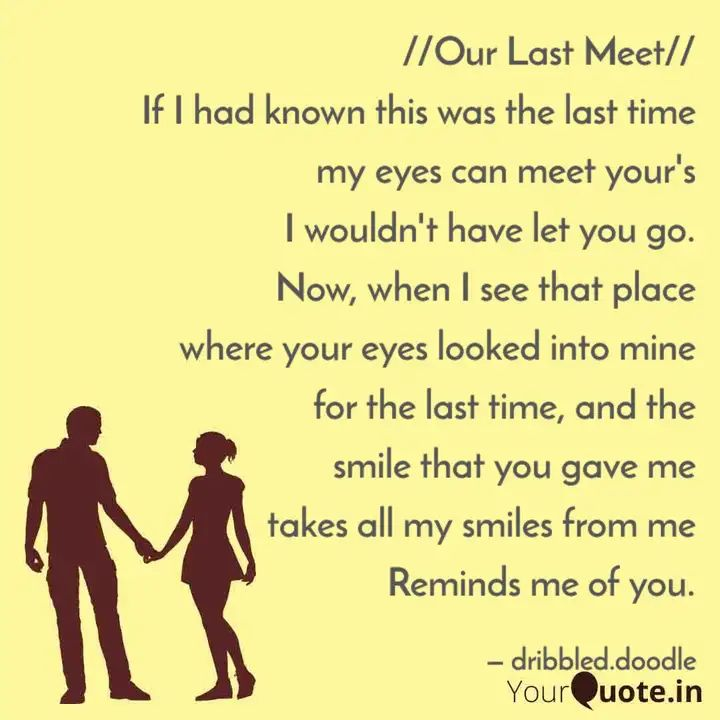 //Our Last Meet//
If I had known this was the last time
my eyes can meet your's
I wouldn't have let you go.
Now, when I see that place
where your eyes looked into mine
for the last time, and the
smile that you gave me
takes all my smiles from me
Reminds me of you.
– dribbled.doodle
YourQuote.in